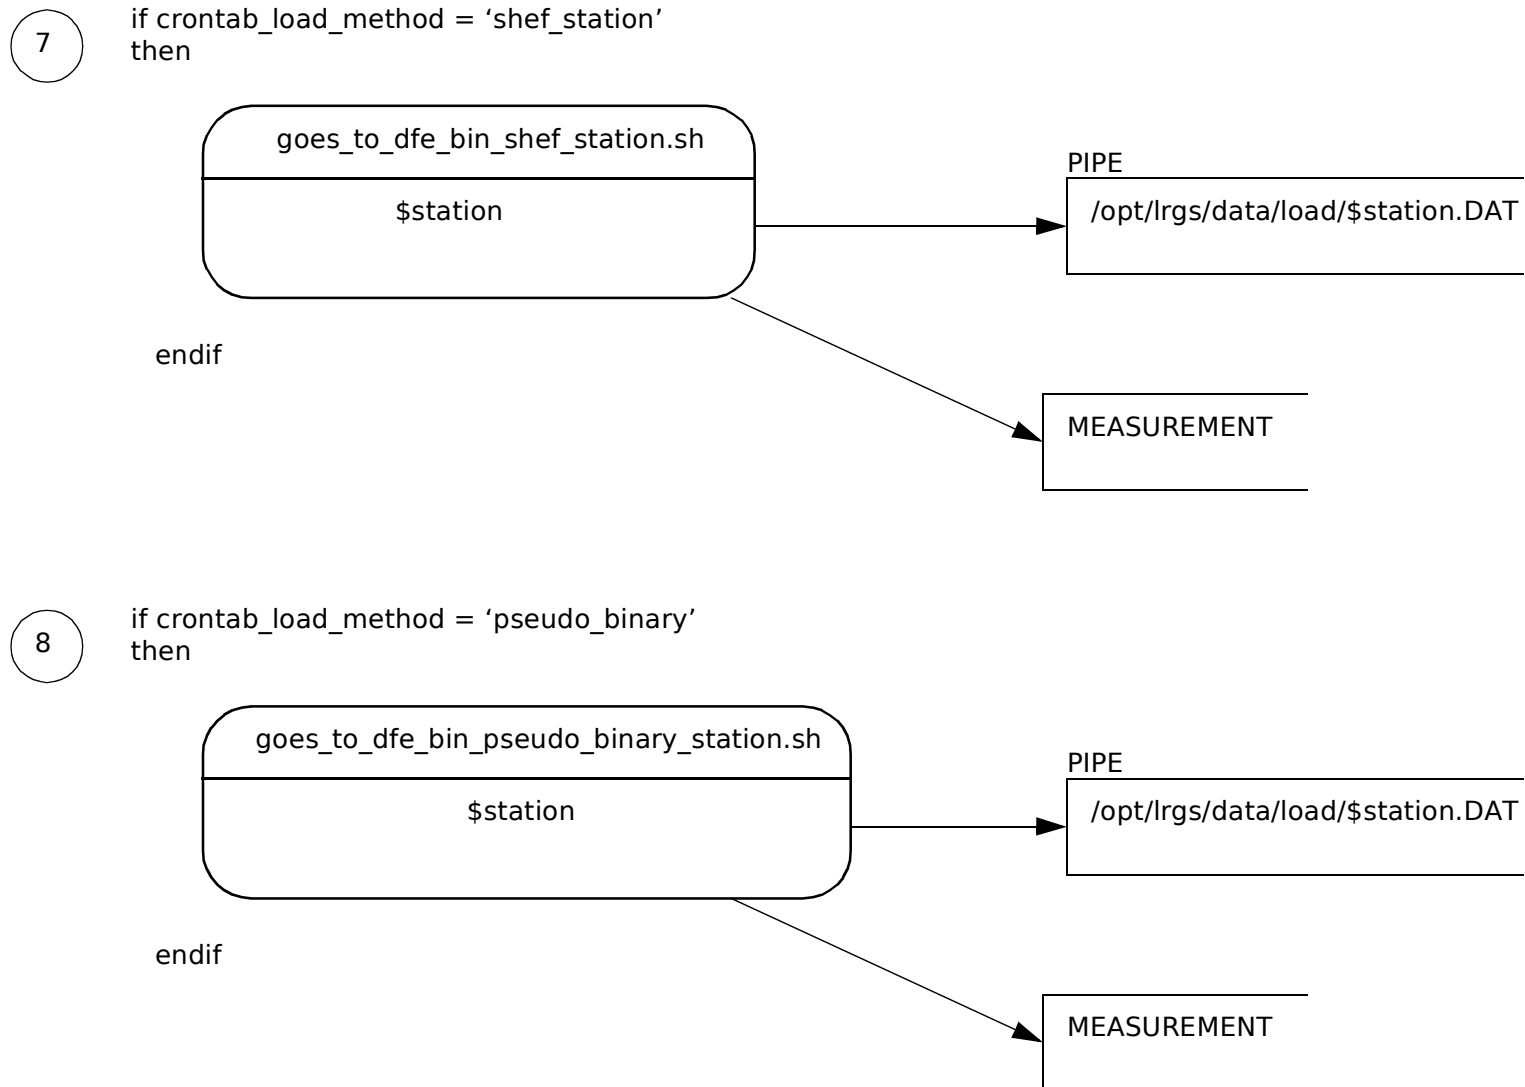 7
if crontab_load_method = ‘shef_station’
then
goes_to_dfe_bin_shef_station.sh
$station
PIPE
/opt/lrgs/data/load/$station.DAT
endif
MEASUREMENT
8
if crontab_load_method = ‘pseudo_binary’
then
goes_to_dfe_bin_pseudo_binary_station.sh
$station
PIPE
/opt/lrgs/data/load/$station.DAT
endif
MEASUREMENT